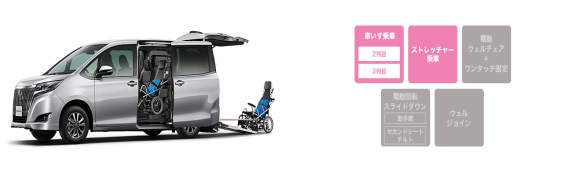 車いす乗車
2列目
3列目
ストレッチャー
乗車
電動
ウェルチェア
+
ワンタッチ固定
電動回転
スライドダウン
助手席
セカンドシート
チルト
ウェル
ジョイン